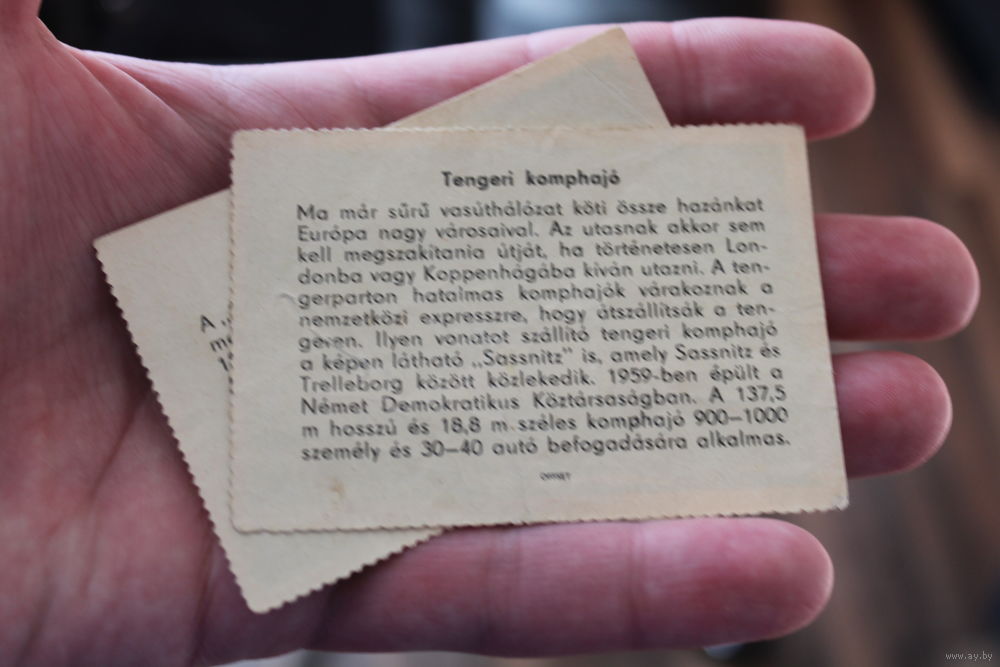 Tengeri komphajó
Ma már sűrű vasúthálózat köti össze hazánkat
Európa nagy városaival. Az utasnak akkor sem
kell megszakítania útját, ha történetesen Lon-
donba vagy Koppenhágába kíván utazni. A ten-
gerparton hatalmas komphajók várakoznak a
nemzetközi expresszre, hogy átszállítsák a ten-
geren. Ilyen vonatot szállító tengeri komphajó
a képen látható „Sassnitz” is, amely Sassnitz és
Trelleborg között közlekedik. 1959-ben épült a
Német Demokratikus Köztársaságban. A 137,5
m hosszú és 18,8 m széles komphajó 900–1000
személy és 30–40 autó befogadására alkalmas.
OFFSET
A
www.ay.by